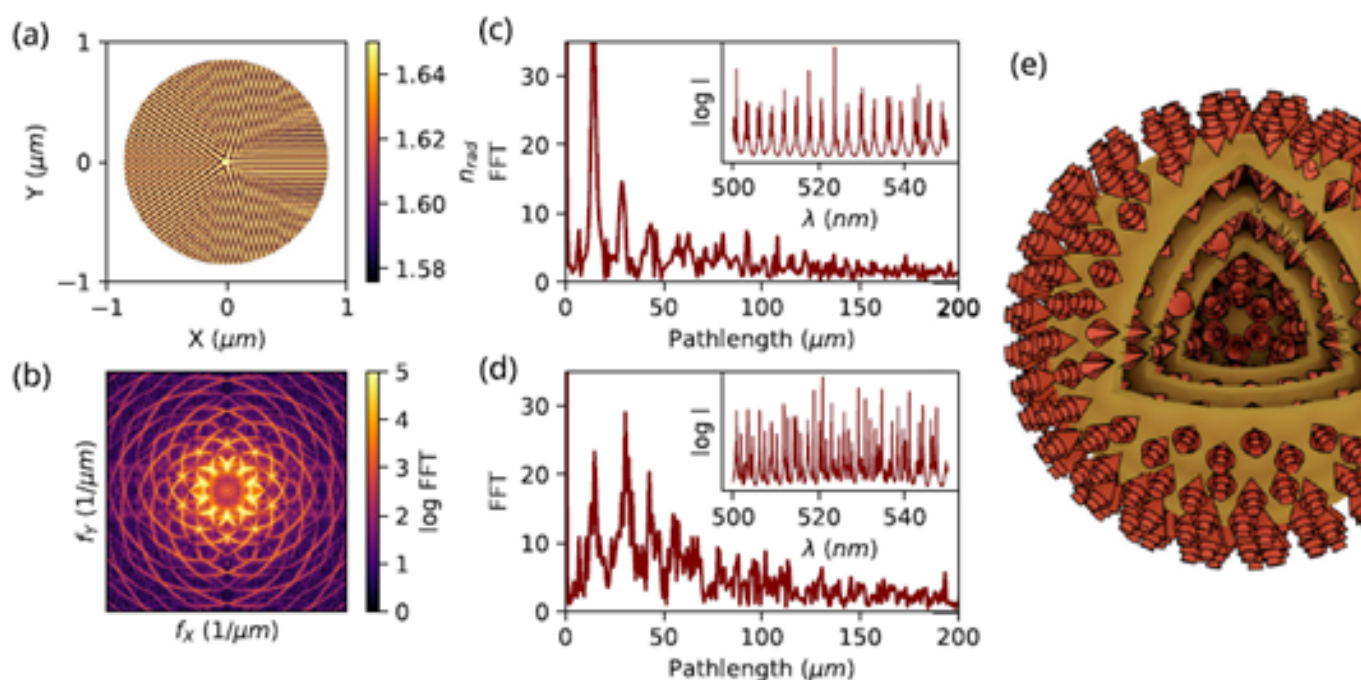 (a)
1
0
−1
Y (μm)
−1
0
1
X (μm)
1.64
1.62
1.60
1.58
n_rad
(b)
f_Y (1/μm)
f_X (1/μm)
5
4
3
2
1
0
log FFT
(c)
30
20
10
0
FFT
0
50
100
150
200
Pathlength (μm)
log I
500
520
540
λ (nm)
(d)
30
20
10
0
FFT
0
50
100
150
200
Pathlength (μm)
log I
500
520
540
λ (nm)
(e)